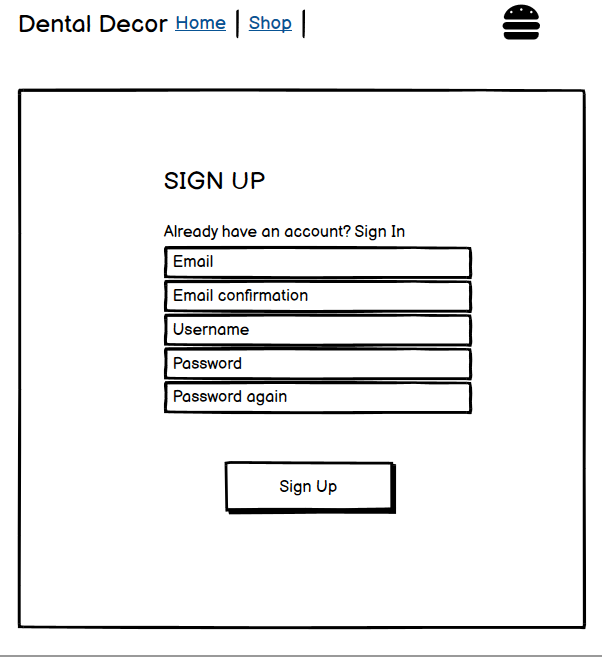 Dental Decor Home | Shop |
SIGN UP
Already have an account? Sign In
Email
Email confirmation
Username
Password
Password again
Sign Up